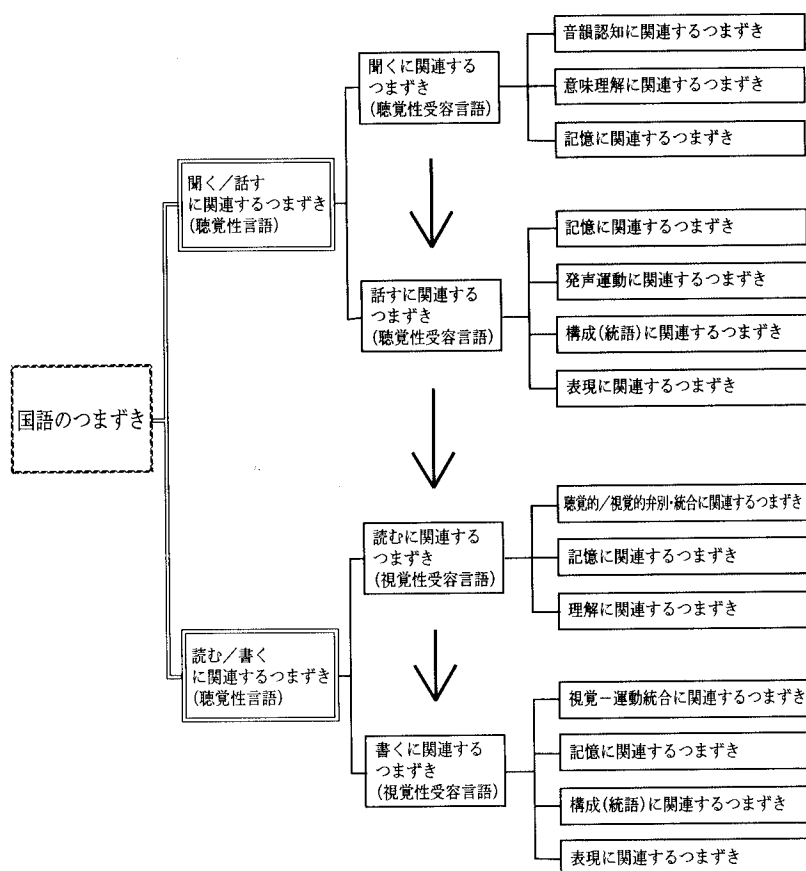 国語のつまずき
聞く／話す
に関連するつまずき
(聴覚性言語)
聞くに関連する
つまずき
(聴覚性受容言語)
音韻認知に関連するつまずき
意味理解に関連するつまずき
記憶に関連するつまずき
話すに関連する
つまずき
(聴覚性受容言語)
記憶に関連するつまずき
発声運動に関連するつまずき
構成(統語)に関連するつまずき
表現に関連するつまずき
読む／書く
に関連するつまずき
(聴覚性言語)
読むに関連する
つまずき
(視覚性受容言語)
聴覚的／視覚的弁別・統合に関連するつまずき
記憶に関連するつまずき
理解に関連するつまずき
書くに関連する
つまずき
(視覚性受容言語)
視覚－運動統合に関連するつまずき
記憶に関連するつまずき
構成(統語)に関連するつまずき
表現に関連するつまずき